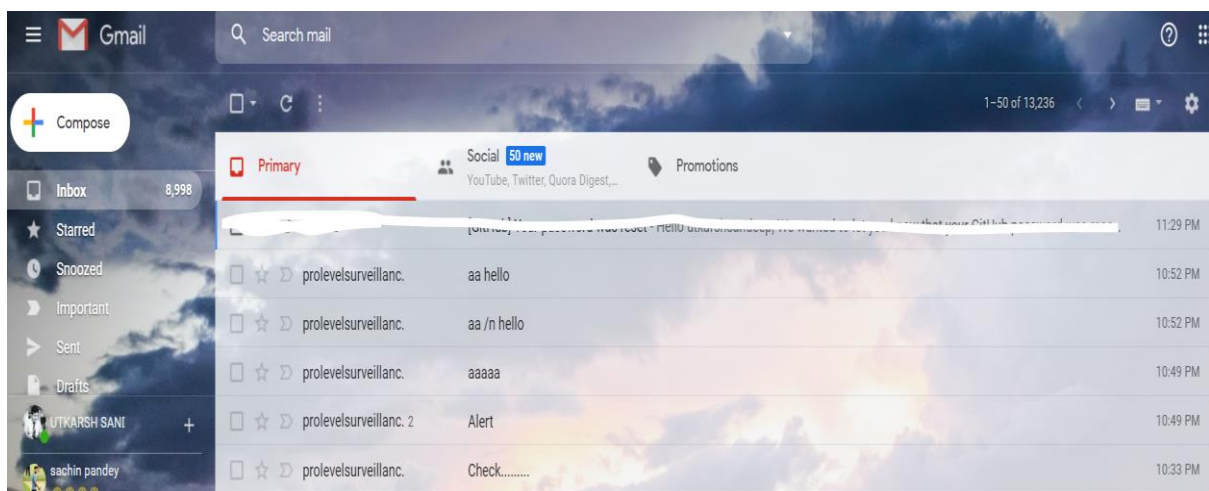 Gmail
Search mail
Compose
1–50 of 13,236
Primary
Social 50 new
YouTube, Twitter, Quora Digest,...
Promotions
Inbox 8,998
Starred
Snoozed
Important
Sent
Drafts
UTKARSH SANI
sachin pandey
was reset - Hello 11:29 PM
prolevelsurveillanc. aa hello 10:52 PM
prolevelsurveillanc. aa /n hello 10:52 PM
prolevelsurveillanc. aaaaa 10:49 PM
prolevelsurveillanc. 2 Alert 10:49 PM
prolevelsurveillanc. Check......... 10:33 PM